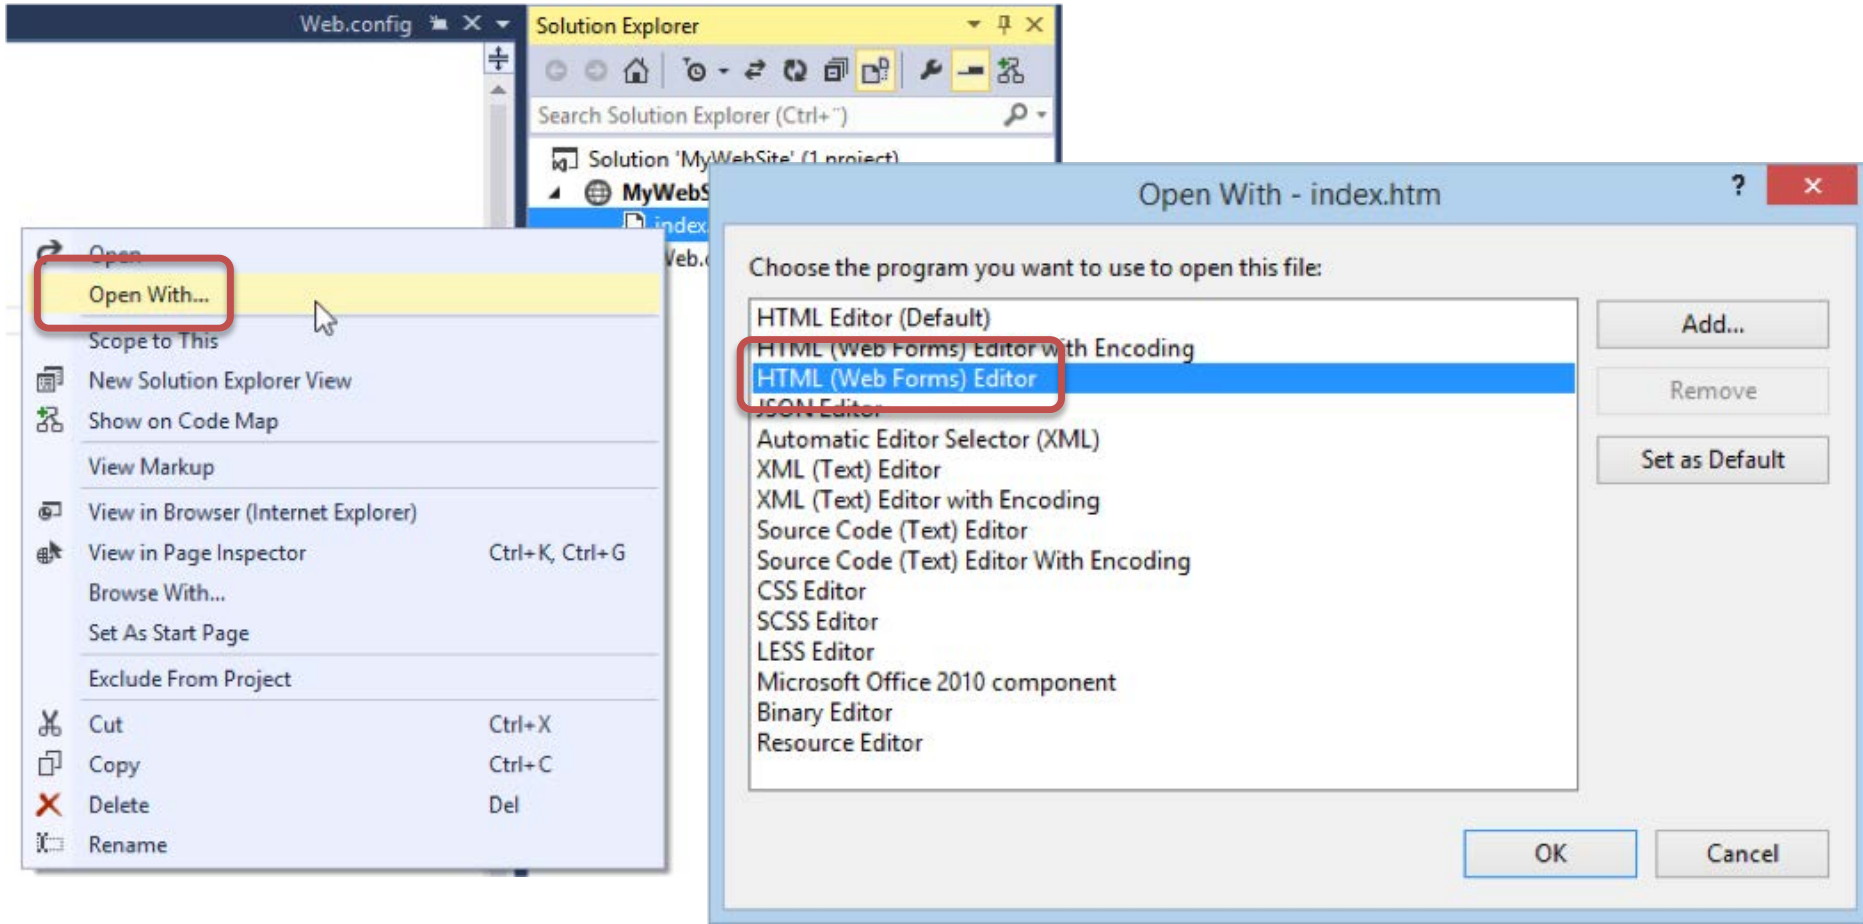 Web.config
Solution Explorer
Search Solution Explorer (Ctrl+¨)
Solution 'MyWebSite' (1 project)
MyWebS
index.
Veb.c
Open
Open With...
Scope to This
New Solution Explorer View
Show on Code Map
View Markup
View in Browser (Internet Explorer)
View in Page Inspector Ctrl+K, Ctrl+G
Browse With...
Set As Start Page
Exclude From Project
Cut Ctrl+X
Copy Ctrl+C
Delete Del
Rename
Open With - index.htm
?
Choose the program you want to use to open this file:
HTML Editor (Default)
HTML (Web Forms) Editor with Encoding
HTML (Web Forms) Editor
JSON Editor
Automatic Editor Selector (XML)
XML (Text) Editor
XML (Text) Editor with Encoding
Source Code (Text) Editor
Source Code (Text) Editor With Encoding
CSS Editor
SCSS Editor
LESS Editor
Microsoft Office 2010 component
Binary Editor
Resource Editor
Add...
Remove
Set as Default
OK Cancel